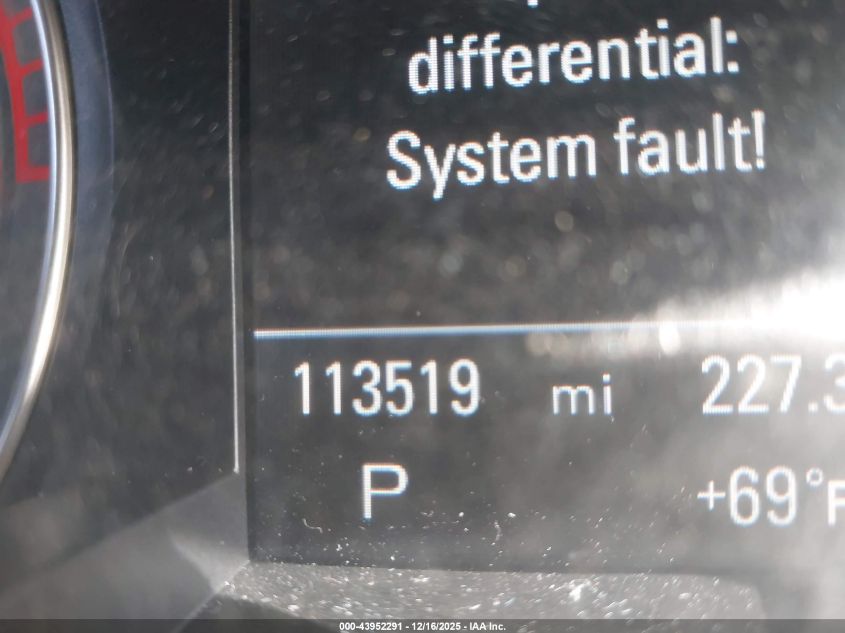 differential:
System fault!
113519 mi 227.3
P +69°F
000-43952291 - 12/16/2025 - IAA Inc.